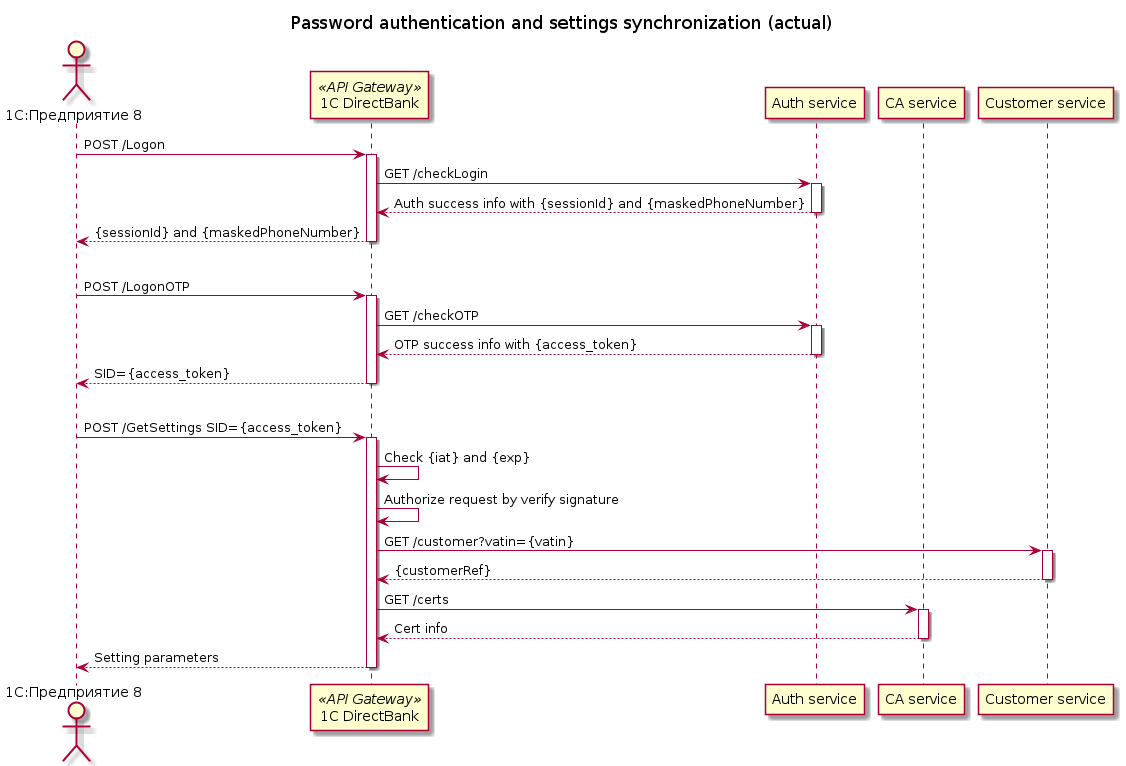 Password authentication and settings synchronization (actual)
1С:Предприятие 8
«API Gateway»
1C DirectBank
Auth service
CA service
Customer service
POST /Logon
GET /checkLogin
Auth success info with {sessionId} and {maskedPhoneNumber}
{sessionId} and {maskedPhoneNumber}
POST /LogonOTP
GET /checkOTP
OTP success info with {access_token}
SID={access_token}
POST /GetSettings SID={access_token}
Check {iat} and {exp}
Authorize request by verify signature
GET /customer?vatin={vatin}
{customerRef}
GET /certs
Cert info
Setting parameters
1С:Предприятие 8
«API Gateway»
1C DirectBank
Auth service
CA service
Customer service